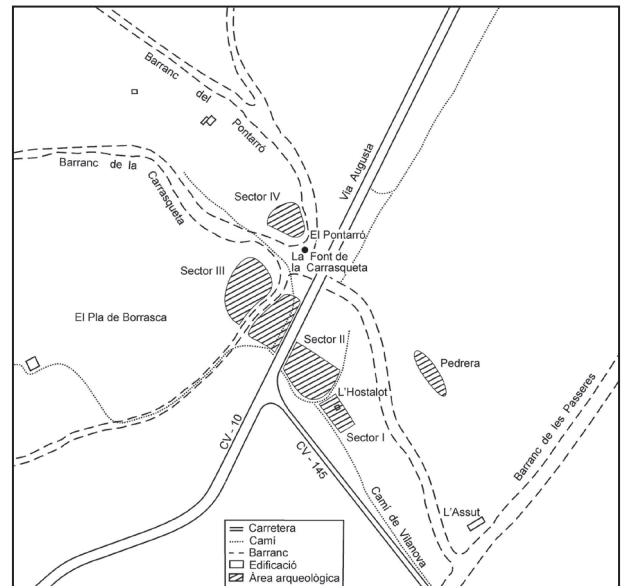 Barranc
del
Pontarró
Via Augusta
Barranc de la
Carrasqueta
Sector IV
El Pontarró
La Font de
la Carrasqueta
Sector III
El Pla de Borrasca
Sector II
Pedrera
L'Hostalot
Sector I
Barranc de les Passeres
CV - 10
CV - 145
Camí de Vilanova
L'Assut
Carretera
Camí
Barranc
Edificació
Àrea arqueològica